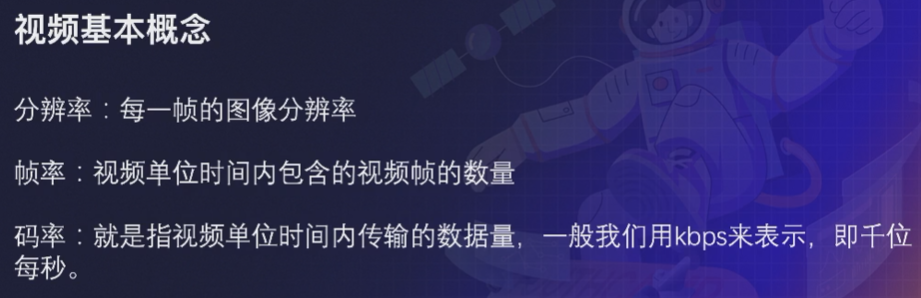 视频基本概念
分辨率：每一帧的图像分辨率
帧率：视频单位时间内包含的视频帧的数量
码率：就是指视频单位时间内传输的数据量，一般我们用kbps来表示，即千位
每秒。